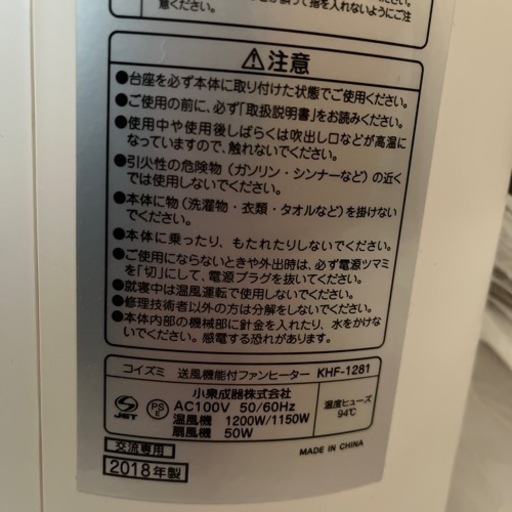 意ください。
⚠注意
●台座を必ず本体に取り付けた状態でご使用ください。
●ご使用の前に、必ず「取扱説明書」をお読みください。
●使用中や使用後しばらくは吹出し口などが高温に
なっていますので、触れないでください。
●引火性の危険物（ガソリン・シンナーなど）の近く
では使用しないでください。
●本体に物（洗濯物・衣類・タオルなど）を掛けない
でください。
●本体に乗ったり、もたれたりしないでください。
●ご使用にならないときや外出時は、必ず電源ツマミ
を「切」にして、電源プラグを抜いてください。
●就寝中は温風運転で使用しないでください。
●修理技術者以外の方は分解をしないでください。
●本体内部の機械部に針金を入れたり、水をかけな
いでください。感電する恐れがあります。
コイズミ 送風機能付ファンヒーター KHF-1281
小泉成器株式会社
AC100V 50/60Hz
温風機 1200W/1150W
扇風機 50W
JET
PS
E
温度ヒューズ
94℃
交流専用
2018年製
MADE IN CHINA